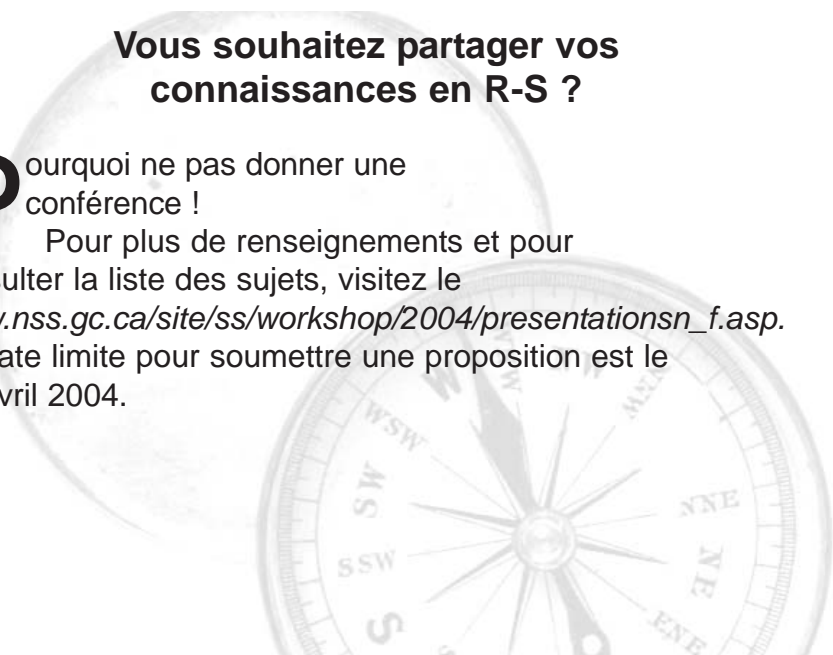 Vous souhaitez partager vos
connaissances en R-S ?
ourquoi ne pas donner une
conférence !
Pour plus de renseignements et pour
sulter la liste des sujets, visitez le
.nss.gc.ca/site/ss/workshop/2004/presentationsn_f.asp.
ate limite pour soumettre une proposition est le
vril 2004.
W
WSW
SW
SSW
S
NNE
NE
ENE